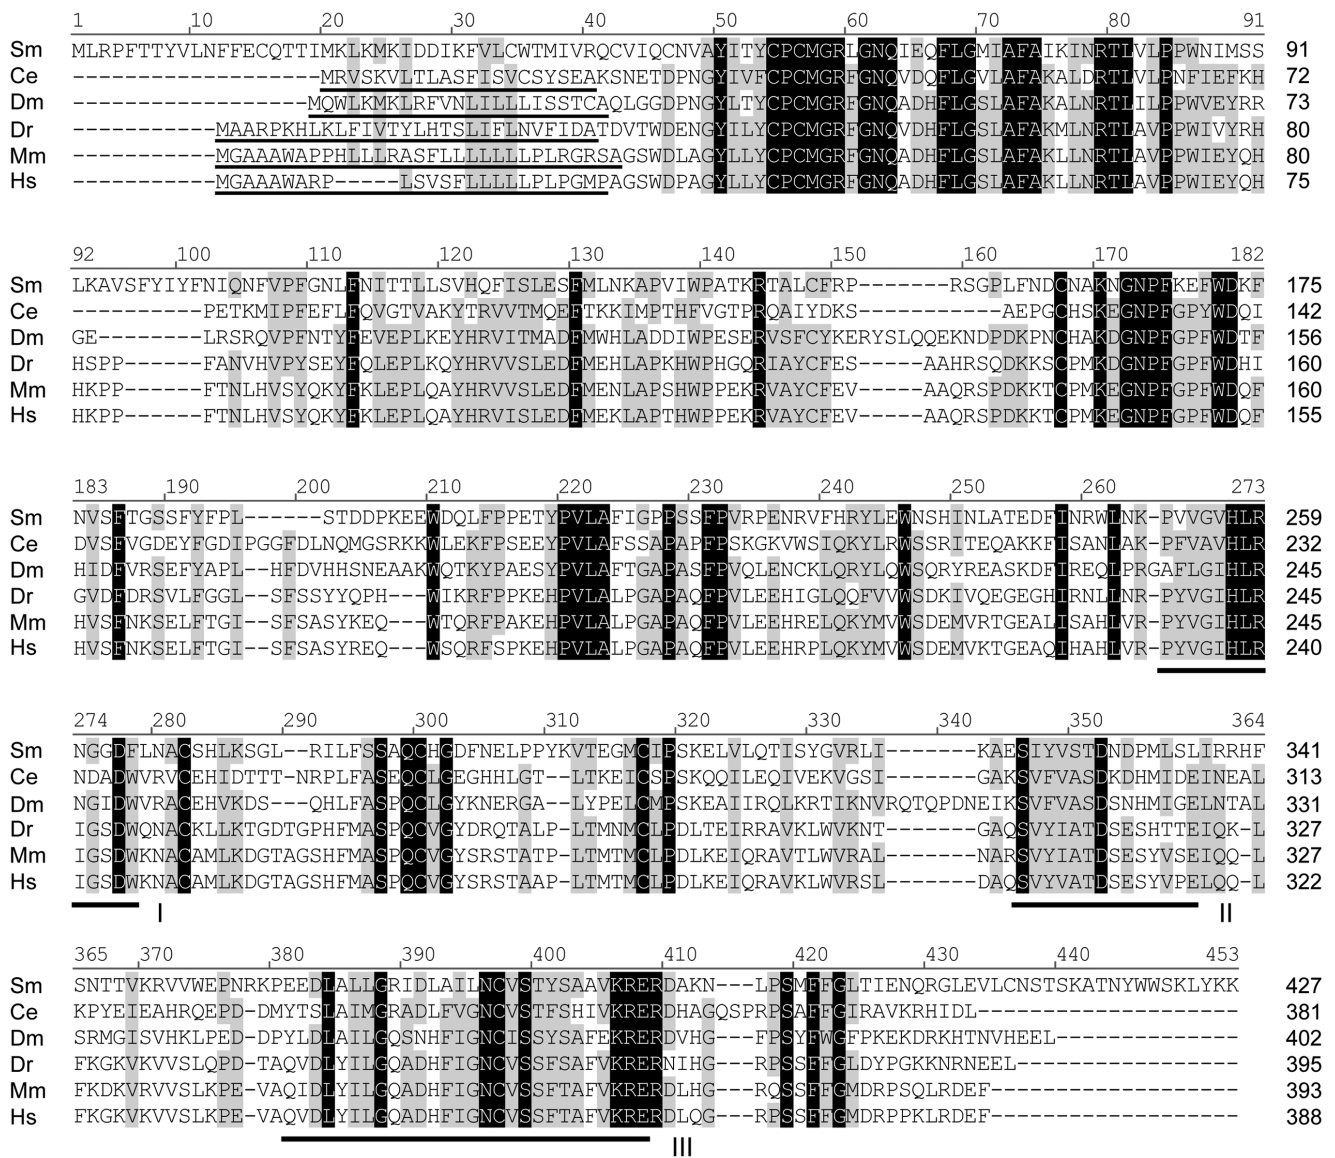 1 10 20 30 40 50 60 70 80 91
Sm MLRPFTTYVLNFFECQTTIMKLKMKIDDIKFVLCWTMIVRQCVIQCNVAYITYCPCMGRLGNQIEQFLGMIAFAIKINRTLVLPPWNIMSS 91
Ce -------------------MRVSKVLTLASFISVCSYSEAKSNETDPNGYIVFCPCMGRFGNQVDQFLGVLAFAKALDRTLVLPNFIEFKH 72
Dm ------------------MQWLKMKLRFVNLILLLISSTCAQLGGDPNGYLTYCPCMGRFGNQADHFLGSLAFAKALNRTLILPPWVEYRR 73
Dr -----------MAARPKHLKLFIVTYLHTSLIFLNVFIDATDVTWDENGYILYCPCMGRFGNQADHFLGSLAFAKMLNRTLAVPPWIVYRH 80
Mm -----------MGAAAWAPPHLLLRASFLLLLLLLPLRGRSAGSWDLAGYLLYCPCMGRFGNQADHFLGSLAFAKLLNRTLAVPPWIEYQH 80
Hs -----------MGAAAWARP-----LSVSFLLLLLPLPGMPAGSWDPAGYLLYCPCMGRFGNQADHFLGSLAFAKLLNRTLAVPPWIEYQH 75
92 100 110 120 130 140 150 160 170 182
Sm LKAVSFYIYFNIQNFVPFGNLFNITTLLSVHQFISLESFMLNKAPVIWPATKRTALCFRP-------RSGPLFNDCNAKNGNPFKEFWDKF 175
Ce ----------PETKMIPFEFLFQVGTVAKYTRVVTMQEFTKKIMPTHFVGTPRQAIYDKS-----------AEPGCHSKEGNPFGPYWDQI 142
Dm GE--------LRSRQVPFNTYFEVEPLKEYHRVITMADFMWHLADDIWPESERVSFCYKERYSLQQEKNDPDKPNCHAKDGNPFGPFWDTF 156
Dr HSPP------FANVHVPYSEYFQLEPLKEYHRVVSLEDFMEHLAPKHWPHGQRIAYCFES-----AAHRSQDKSCPMKDGNPFGPFWDHI 160
Mm HKPP------FTNLHVSYQKYFKLEPLQAYHRVVSLEDFMENLAPSHWPPEKRVAYCFEV-----AAQRSPDKKTCPMKEGNPFGPFWDQF 160
Hs HKPP------FTNLHVSYQKYFKLEPLQAYHRVISLEDFMEKLAPTHWPPEKRVAYCFEV-----AAQRSPDKKTCPMKEGNPFGPFWDQF 155
183 190 200 210 220 230 240 250 260 273
Sm NVSFTGSSFYFPL------STDDPKEEWDQLFPPETYPVLAFIGPPSSFPVRPENRVFHRYLEWNSHINLATEDFINRWLNK-PVVGVHLR 259
Ce DVSFVGDEYFGDIPGGFDLNQMGSRKKWLEKFPSEEYPVLAFSSAPAPFPSKGKVWSIQKYLRWSSRITEQAKKFISANLAK-PFVAVHLR 232
Dm HIDFVRSEFYAPL--HFDVHHSNEAAKWQTKYPAESYPVLAFTGAPASFPVQLENCKLQRYLQWSQRYREASKDFIREQLPRGAFLGIHLR 245
Dr GVDFDRSVLFGGL--SFSSYYQPH---WIKRFPPKEHPVLALPGAPAQFPVLEEHIGLQQFVVWSDKIVQEGEGHIRNLLNR-PYVGIHLR 245
Mm HVSFNKSELFTGI--SFSASYKEQ---WTQRFPAKEHPVLALPGAPAQFPVLEEHRELQKYMVWSDEMVRTGEALISAHLVR-PYVGIHLR 245
Hs HVSFNKSELFTGI--SFSASYREQ---WSQRFSPKEHPVLALPGAPAQFPVLEEHRPLQKYMVWSDEMVKTGEAQIHAHLVR-PYVGIHLR 240
274 280 290 300 310 320 330 342 350 364
Sm NGGDFLNACSHLKSGL--RILFSSAQCHGDFNELPPYKVTEGMCIPSKELVLQTISYGVRLI-------KAESIYVSTDNDPMLSLIRRHF 341
Ce NDADWVRVCEHIDTTT-NRPLFASEQCLGEGHHLGT--LTKEICSPSKQQILEQIVEKVGSI-------GAKSVFVASDKDHMIDEINEAL 313
Dm NGIDWVRACEHVKDS---QHLFASPQCLGYKNERGA--LYPELCMPSKEAIIRQLKRTIKNVRQTQPDNEIKSVFVASDSNHMIGELNTAL 331
Dr IGSDWQNACKLLKTGDTGPHFMASPQCVGYDRQTALP-LTMNMCLPDLTEIRRAVKLWVKNT-------GAQSVYIATDSESHTTEIQK-L 327
Mm IGSDWKNACAMLKDGTAGSHFMASPQCVGYSRSTATP-LTMTMCLPDLKEIQRAVTLWVRAL-------NARSVYIATDSESYVSEIQQ-L 327
Hs IGSDWKNACAMLKDGTAGSHFMASPQCVGYSRSTAAP-LTMTMCLPDLKEIQRAVKLWVRSL-------DAQSVYVATDSESYVPELQQ-L 322
I II
365 370 380 390 400 410 420 430 440 453
Sm SNTTVKRVVWEPNRKPEEDLALLGRIDLAILNCVSTYSAAVKRERDAKN---LPSMFFGLTIENQRGLEVLCNSTSKATNYWWSKLYKK 427
Ce KPYEIEAHRQEPD-DMYTSLAIMGRADLFVGNCVSTFSHIVKRERDHAGQSPRPSAFFGIRAVKRHIDL-------------------- 381
Dm SRMGISVHKLPED-DPYLDLAILGQSNHFIGNCISSYSAFEKRERDVHG---FPSYFWGFPKEKDRKHTNVHEEL-------------- 402
Dr FKGKVKVVSLQPD-TAQVDLYILGQADHFIGNCVSSFSAFVKRERNIHG---RPSSFFGLDYPGKKNRNEEL----------------- 395
Mm FKDKVRVVSLKPE-VAQIDLYILGQADHFIGNCVSSFTAFVKRERDLHG---RQSSFFGMDRPSQLRDEF------------------- 393
Hs FKGKVKVVSLKPE-VAQVDLYILGQADHFIGNCVSSFTAFVKRERDLQG---RPSSFFGMDRPPKLRDEF------------------- 388
III